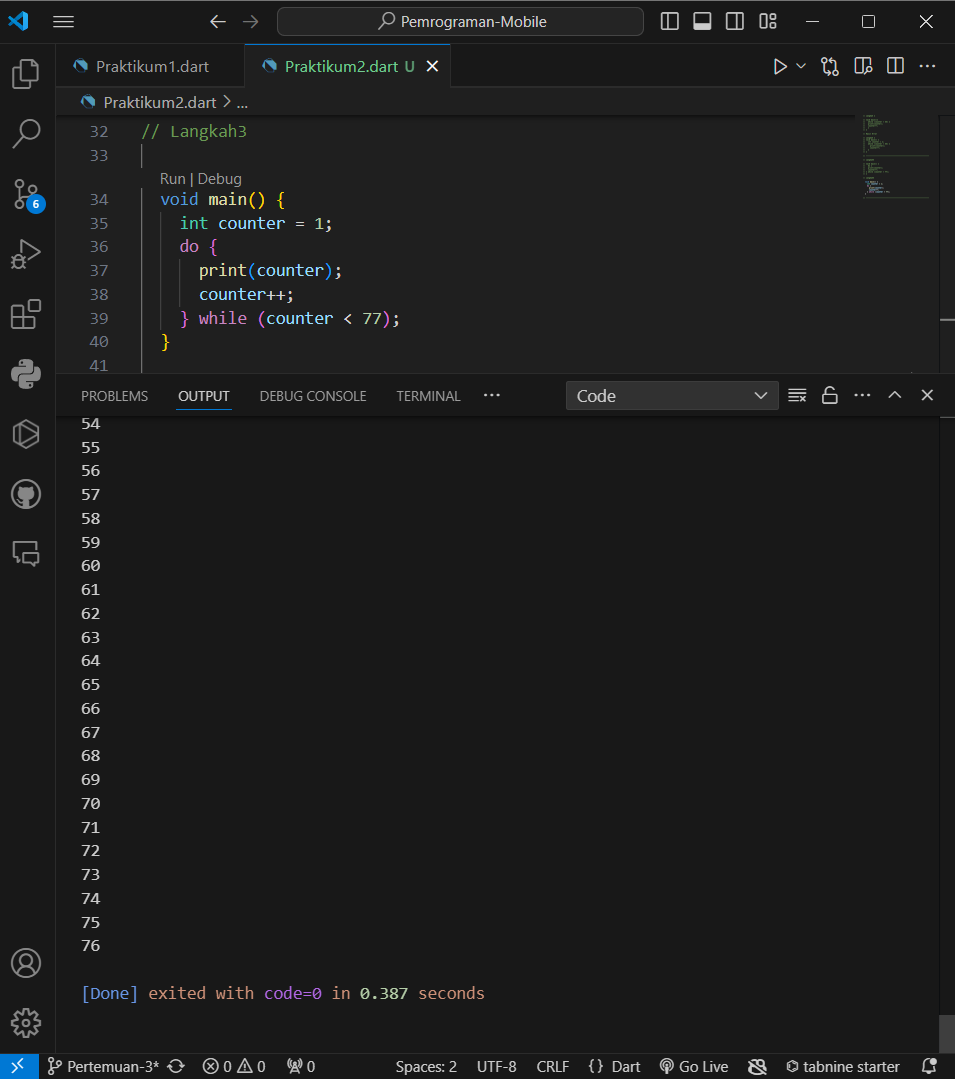 Pemrograman-Mobile
Praktikum1.dart
Praktikum2.dart U
Praktikum2.dart > ...
32 // Langkah3
33
Run | Debug
34 void main() {
35 int counter = 1;
36 do {
37 print(counter);
38 counter++;
39 } while (counter < 77);
40 }
41
6
PROBLEMS OUTPUT DEBUG CONSOLE TERMINAL ... Code
54
55
56
57
58
59
60
61
62
63
64
65
66
67
68
69
70
71
72
73
74
75
76
[Done] exited with code=0 in 0.387 seconds
Pertemuan-3* 0 0 0 Spaces: 2 UTF-8 CRLF {} Dart Go Live tabnine starter